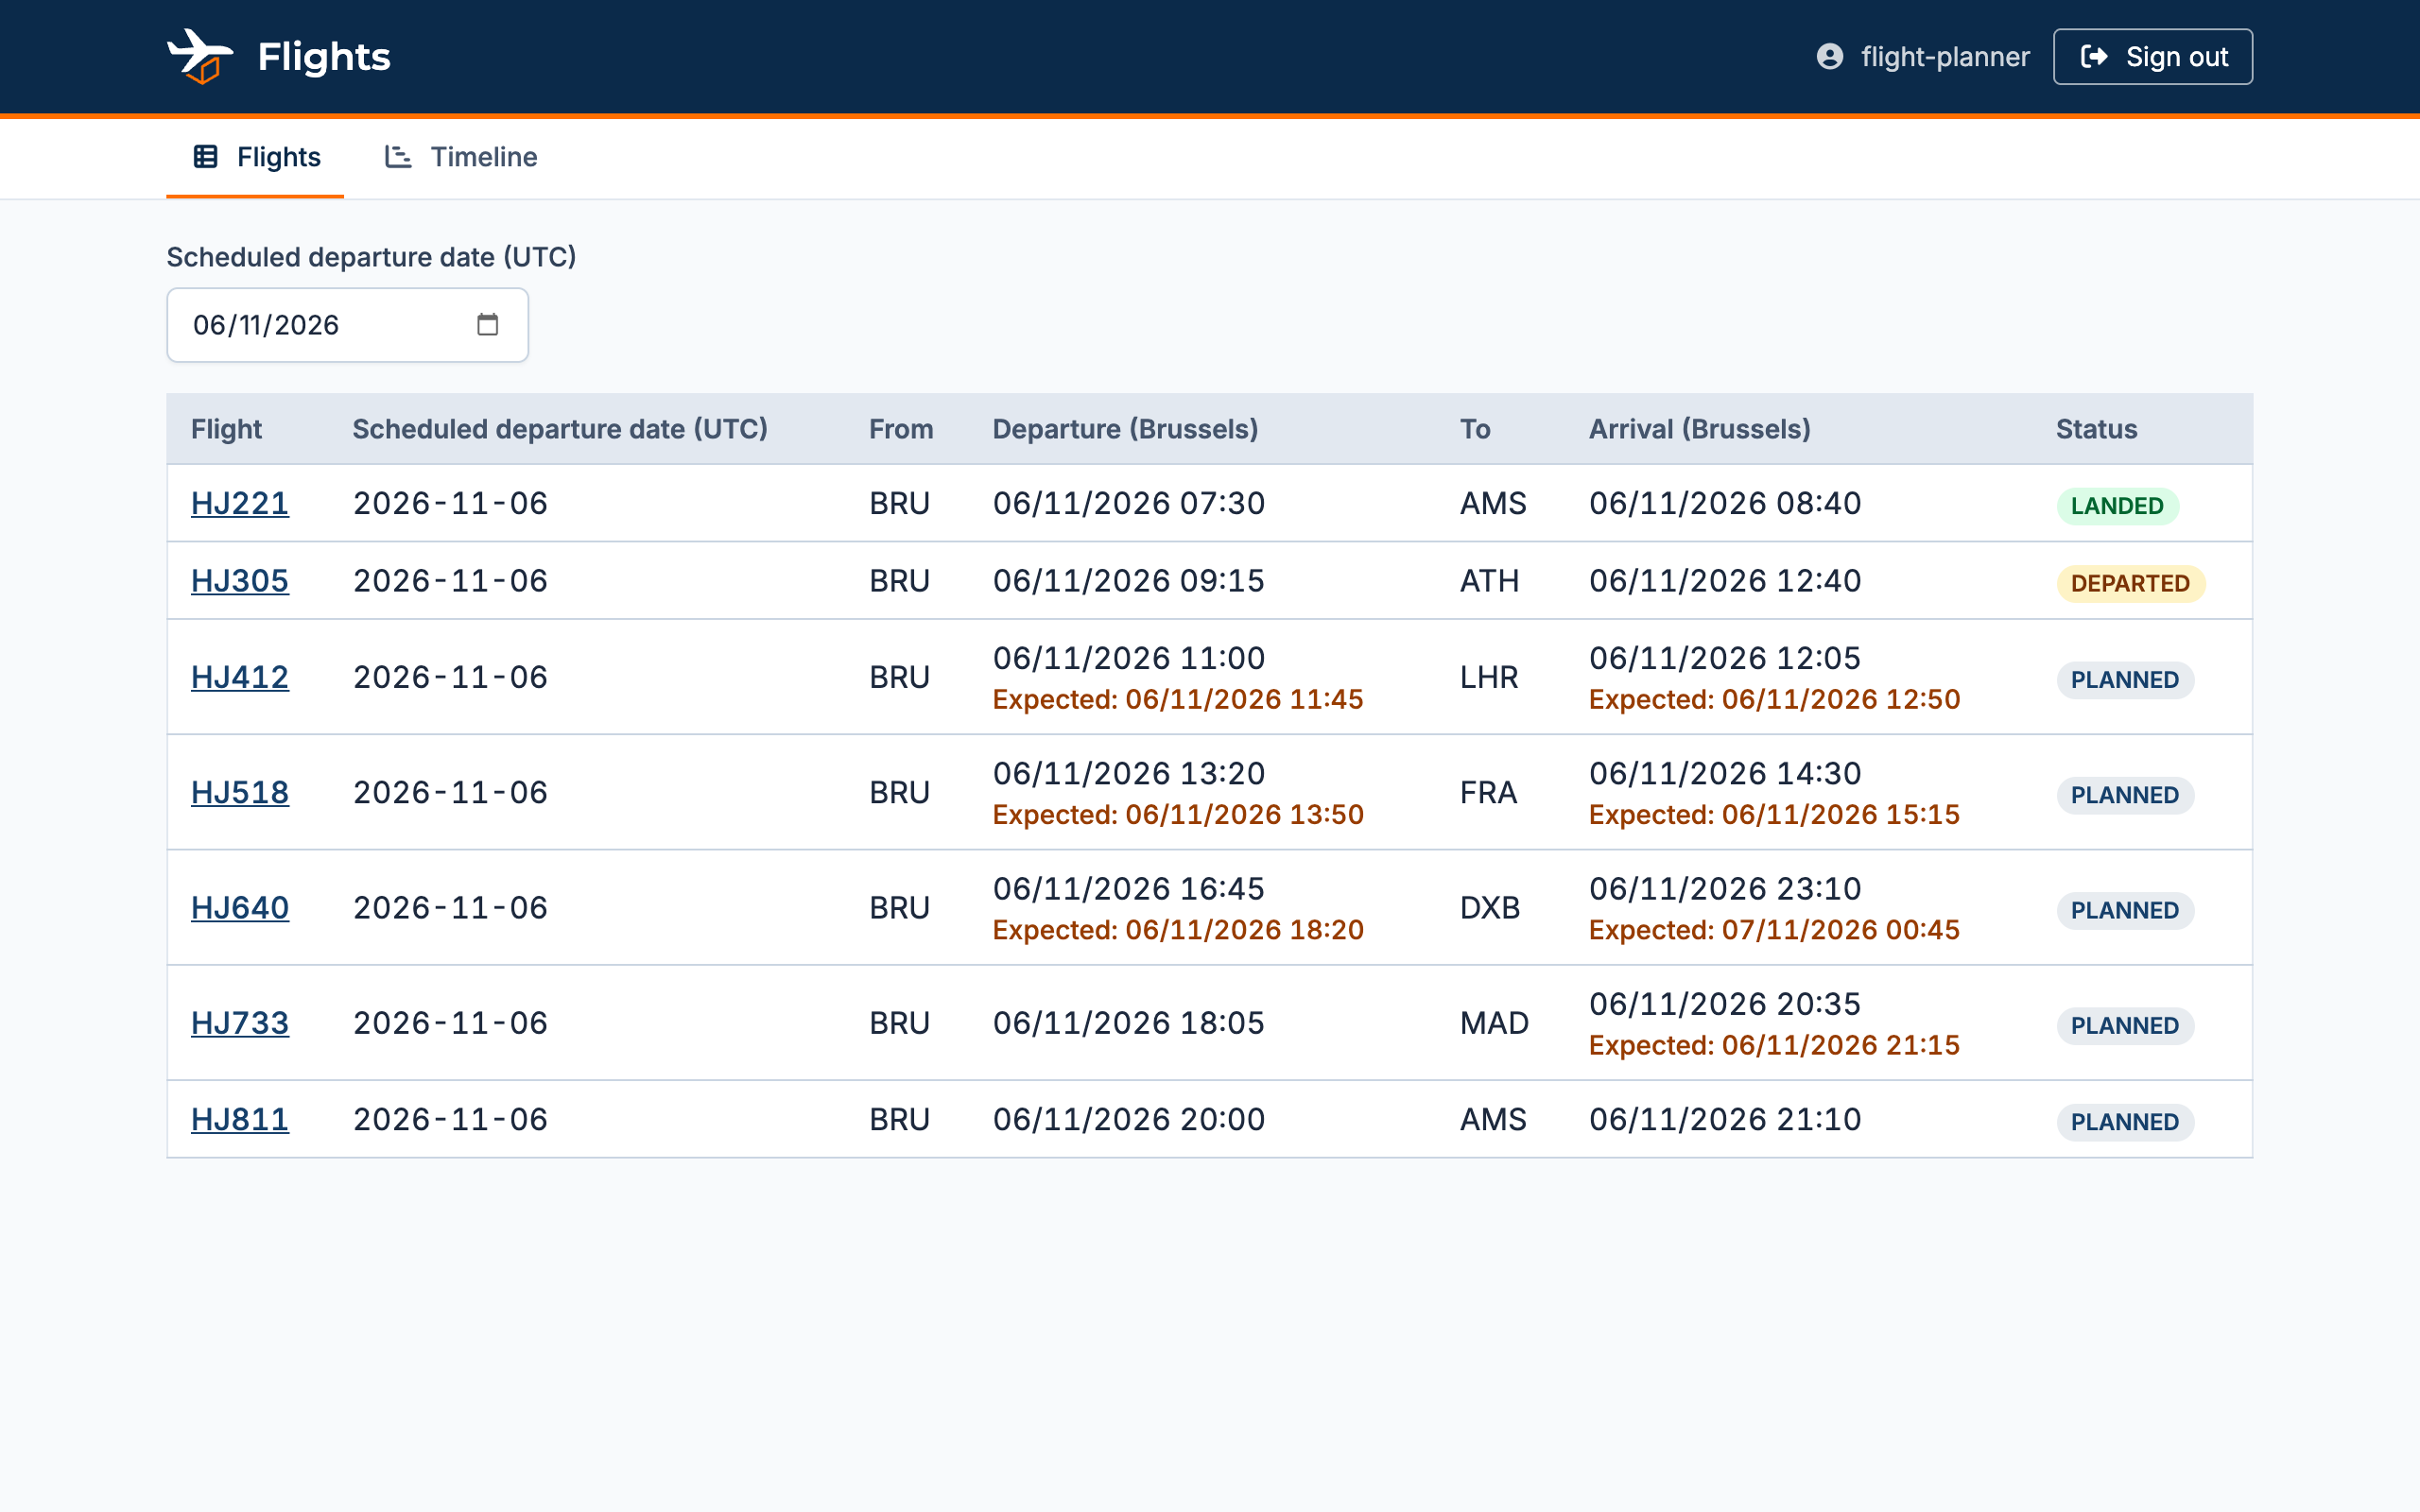 Flights
flight-planner
Sign out
Flights
Timeline
Scheduled departure date (UTC)
06/11/2026
Flight Scheduled departure date (UTC) From Departure (Brussels) To Arrival (Brussels) Status
HJ221 2026-11-06 BRU 06/11/2026 07:30 AMS 06/11/2026 08:40 LANDED
HJ305 2026-11-06 BRU 06/11/2026 09:15 ATH 06/11/2026 12:40 DEPARTED
HJ412 2026-11-06 BRU 06/11/2026 11:00 LHR 06/11/2026 12:05 PLANNED
Expected: 06/11/2026 11:45 Expected: 06/11/2026 12:50
HJ518 2026-11-06 BRU 06/11/2026 13:20 FRA 06/11/2026 14:30 PLANNED
Expected: 06/11/2026 13:50 Expected: 06/11/2026 15:15
HJ640 2026-11-06 BRU 06/11/2026 16:45 DXB 06/11/2026 23:10 PLANNED
Expected: 06/11/2026 18:20 Expected: 07/11/2026 00:45
HJ733 2026-11-06 BRU 06/11/2026 18:05 MAD 06/11/2026 20:35 PLANNED
Expected: 06/11/2026 21:15
HJ811 2026-11-06 BRU 06/11/2026 20:00 AMS 06/11/2026 21:10 PLANNED